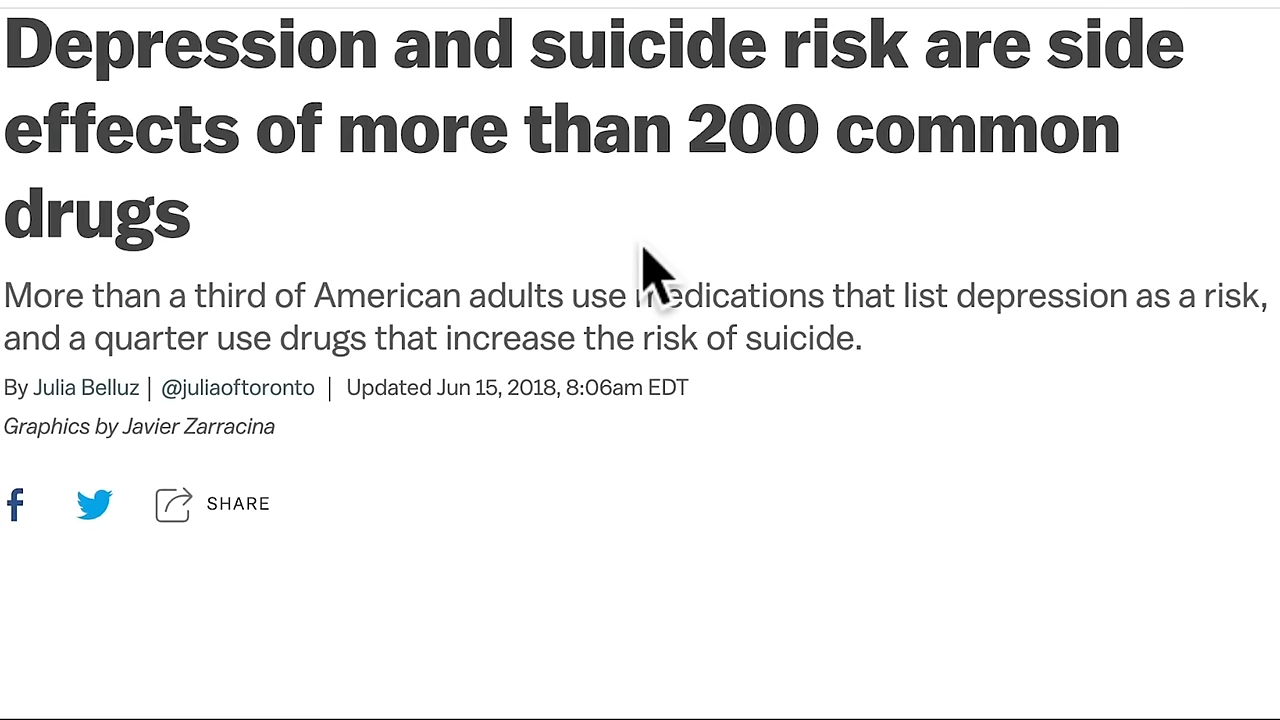 Depression and suicide risk are side
effects of more than 200 common
drugs
More than a third of American adults use medications that list depression as a risk,
and a quarter use drugs that increase the risk of suicide.
By Julia Belluz | @juliaoftoronto | Updated Jun 15, 2018, 8:06am EDT
Graphics by Javier Zarracina
SHARE